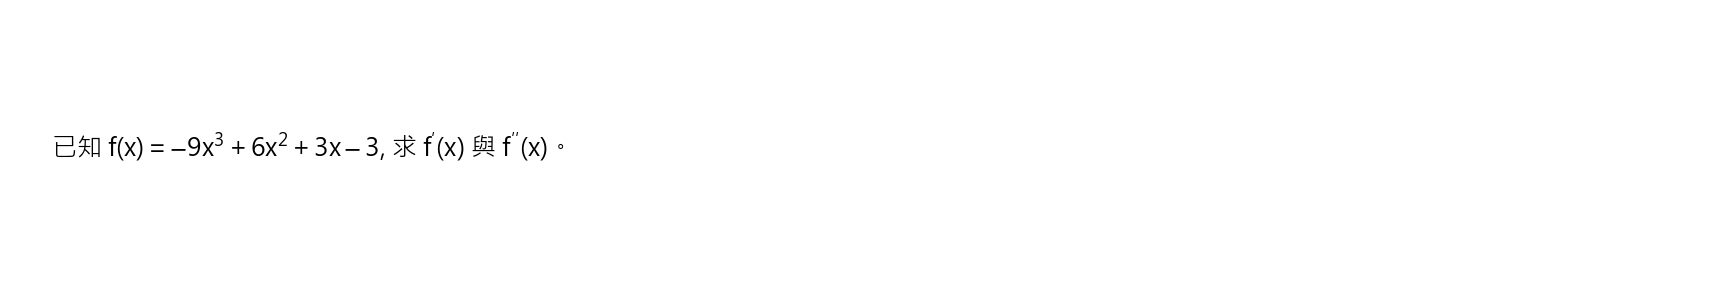 已知 f(x) = −9x³ + 6x² + 3x − 3, 求 f′(x) 與 f′′(x)。